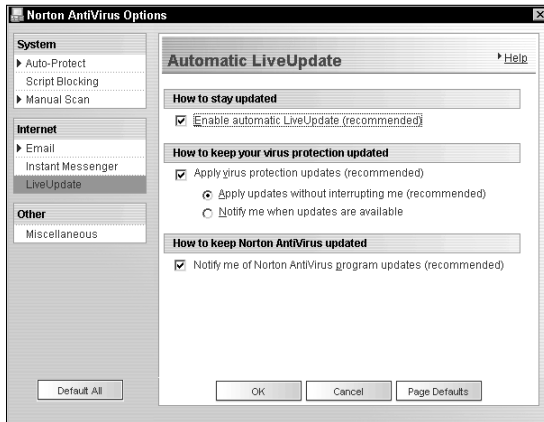 Norton AntiVirus Options
System
Auto-Protect
Script Blocking
Manual Scan
Internet
Email
Instant Messenger
LiveUpdate
Other
Miscellaneous
Default All
Automatic LiveUpdate
Help
How to stay updated
Enable automatic LiveUpdate (recommended)
How to keep your virus protection updated
Apply virus protection updates (recommended)
Apply updates without interrupting me (recommended)
Notify me when updates are available
How to keep Norton AntiVirus updated
Notify me of Norton AntiVirus program updates (recommended)
OK
Cancel
Page Defaults